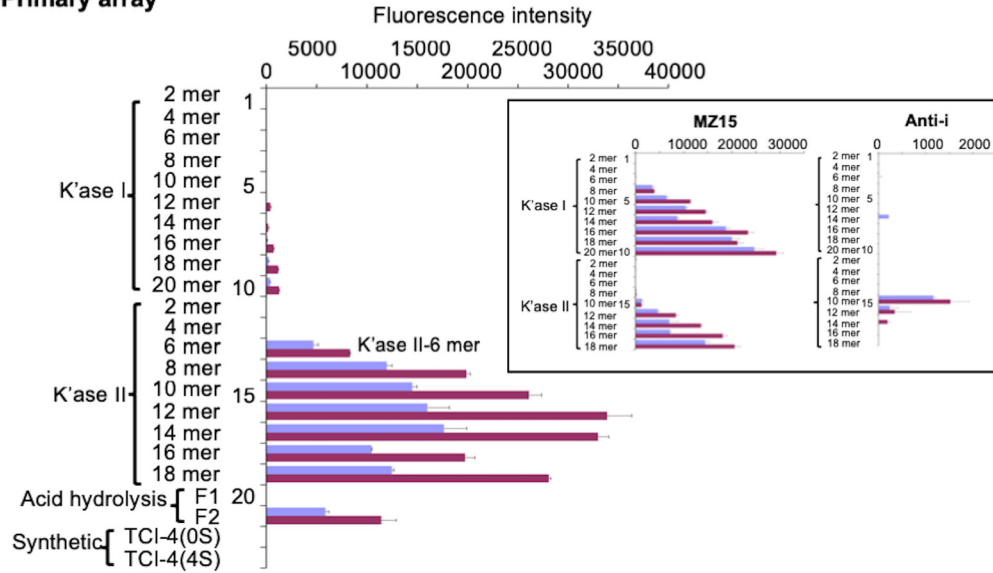 Primary array
Fluorescence intensity
5000 15000 25000 35000
0 10000 20000 30000 40000
K'ase I
2 mer 1
4 mer
6 mer
8 mer
10 mer 5
12 mer
14 mer
16 mer
18 mer
20 mer 10
K'ase II
2 mer
4 mer
6 mer K'ase II-6 mer
8 mer
10 mer 15
12 mer
14 mer
16 mer
18 mer
Acid hydrolysis F1 20
F2
Synthetic TCI-4(0S)
TCI-4(4S)
MZ15
0 10000 20000 30000
K'ase I
2 mer 1
4 mer
6 mer
8 mer
10 mer 5
12 mer
14 mer
16 mer
18 mer
20 mer 10
K'ase II
2 mer
4 mer
6 mer
8 mer
10 mer 15
12 mer
14 mer
16 mer
18 mer
Anti-i
0 1000 2000
2 mer 1
4 mer
6 mer
8 mer
10 mer 5
12 mer
14 mer
16 mer
18 mer
20 mer 10
2 mer
4 mer
6 mer
8 mer
10 mer 15
12 mer
14 mer
16 mer
18 mer